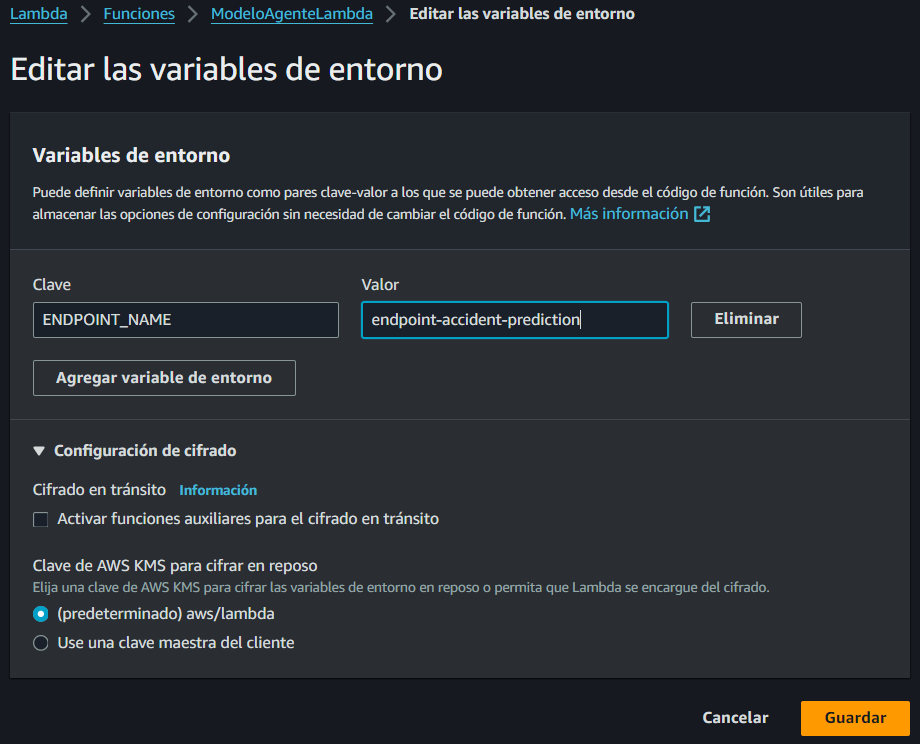 Lambda > Funciones > ModeloAgenteLambda > Editar las variables de entorno
Editar las variables de entorno
Variables de entorno
Puede definir variables de entorno como pares clave-valor a los que se puede obtener acceso desde el código de función. Son útiles para
almacenar las opciones de configuración sin necesidad de cambiar el código de función. Más información
Clave Valor
ENDPOINT_NAME endpoint-accident-prediction Eliminar
Agregar variable de entorno
Configuración de cifrado
Cifrado en tránsito Información
Activar funciones auxiliares para el cifrado en tránsito
Clave de AWS KMS para cifrar en reposo
Elija una clave de AWS KMS para cifrar las variables de entorno en reposo o permita que Lambda se encargue del cifrado.
(predeterminado) aws/lambda
Use una clave maestra del cliente
Cancelar Guardar